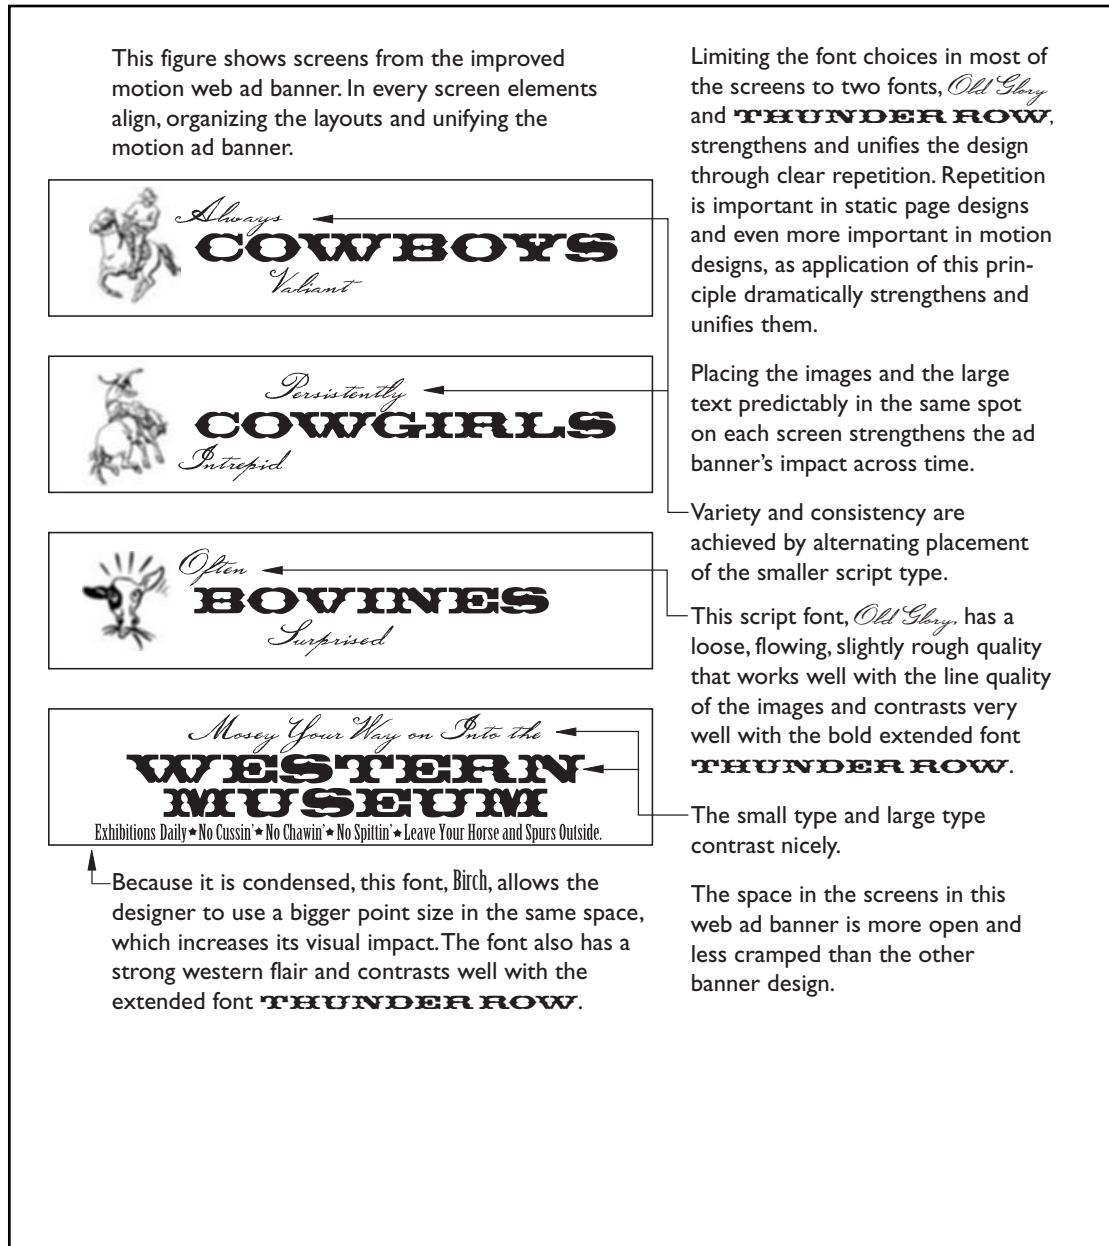 This figure shows screens from the improved
motion web ad banner. In every screen elements
align, organizing the layouts and unifying the
motion ad banner.
Always
COWBOYS
Valiant
Persistently
COWGIRLS
Intrepid
Often
BOVINES
Surprised
Mosey Your Way on Into the
WESTERN
MUSEUM
Exhibitions Daily★No Cussin'★No Chawin'★No Spittin'★Leave Your Horse and Spurs Outside.
Because it is condensed, this font, Birch, allows the
designer to use a bigger point size in the same space,
which increases its visual impact. The font also has a
strong western flair and contrasts well with the
extended font THUNDER ROW.
Limiting the font choices in most of
the screens to two fonts, Old Glory
and THUNDER ROW,
strengthens and unifies the design
through clear repetition. Repetition
is important in static page designs
and even more important in motion
designs, as application of this prin-
ciple dramatically strengthens and
unifies them.
Placing the images and the large
text predictably in the same spot
on each screen strengthens the ad
banner's impact across time.
Variety and consistency are
achieved by alternating placement
of the smaller script type.
This script font, Old Glory, has a
loose, flowing, slightly rough quality
that works well with the line quality
of the images and contrasts very
well with the bold extended font
THUNDER ROW.
The small type and large type
contrast nicely.
The space in the screens in this
web ad banner is more open and
less cramped than the other
banner design.